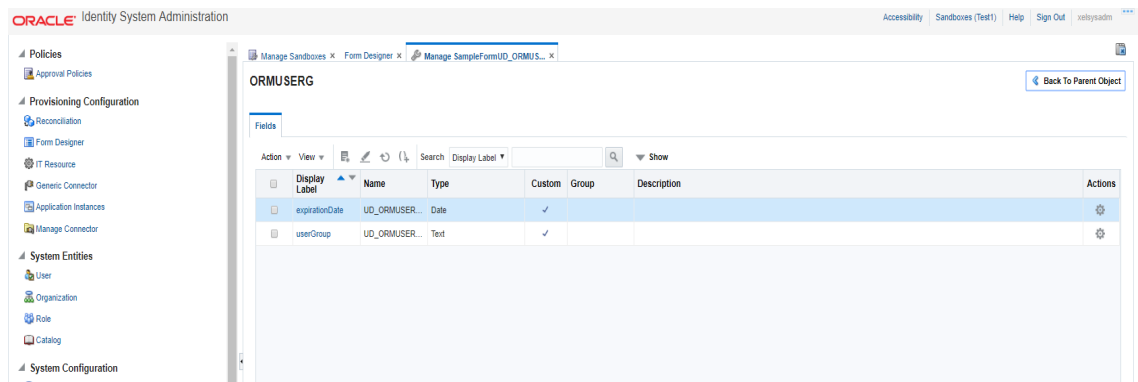 ORACLE® Identity System Administration
Accessibility Sandboxes (Test1) Help Sign Out xelsysadm
Policies
Approval Policies
Provisioning Configuration
Reconciliation
Form Designer
IT Resource
Generic Connector
Application Instances
Manage Connector
System Entities
User
Organization
Role
Catalog
System Configuration
Manage Sandboxes x Form Designer x Manage SampleFormUD_ORMUS... x
ORMUSERG
Back To Parent Object
Fields
Action View Search Display Label Show
Display Label Name Type Custom Group Description Actions
expirationDate UD_ORMUSER... Date ✓
userGroup UD_ORMUSER... Text ✓